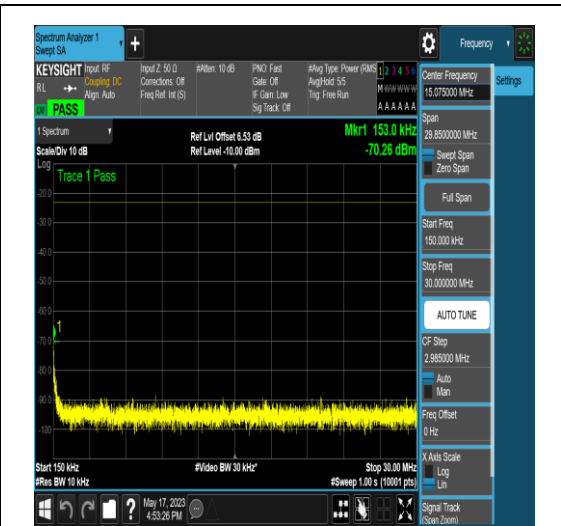 Spectrum Analyzer 1
Swept SA
+
Frequency
KEYSIGHT
Input: RF
Coupling: DC
Align: Auto
RL
PASS
Input Z: 50 Ω
Corrections: Off
Freq Ref: Int (S)
#Atten: 10 dB
PNO: Fast
Gate: Off
IF Gain: Low
Sig Track: Off
#Avg Type: Power (RMS
Avg|Hold: 5/5
Trig: Free Run
1 2 3 4 5 6
M W W W W W
A A A A A A
1 Spectrum
Scale/Div 10 dB
Ref Lvl Offset 6.53 dB
Ref Level -10.00 dBm
Mkr1 153.0 kHz
-70.26 dBm
Log
Trace 1 Pass
-20.0
-30.0
-40.0
-50.0
-60.0
-70.0
-80.0
-90.0
-100
1
Start 150 kHz
#Res BW 10 kHz
#Video BW 30 kHz*
Stop 30.00 MHz
#Sweep 1.00 s (10001 pts)
Center Frequency
15.075000 MHz
Settings
Span
29.8500000 MHz
Swept Span
Zero Span
Full Span
Start Freq
150.000 kHz
Stop Freq
30.000000 MHz
AUTO TUNE
CF Step
2.985000 MHz
Auto
Man
Freq Offset
0 Hz
X Axis Scale
Log
Lin
Signal Track
(Span Zoom)
?
May 17, 2023
4:53:26 PM